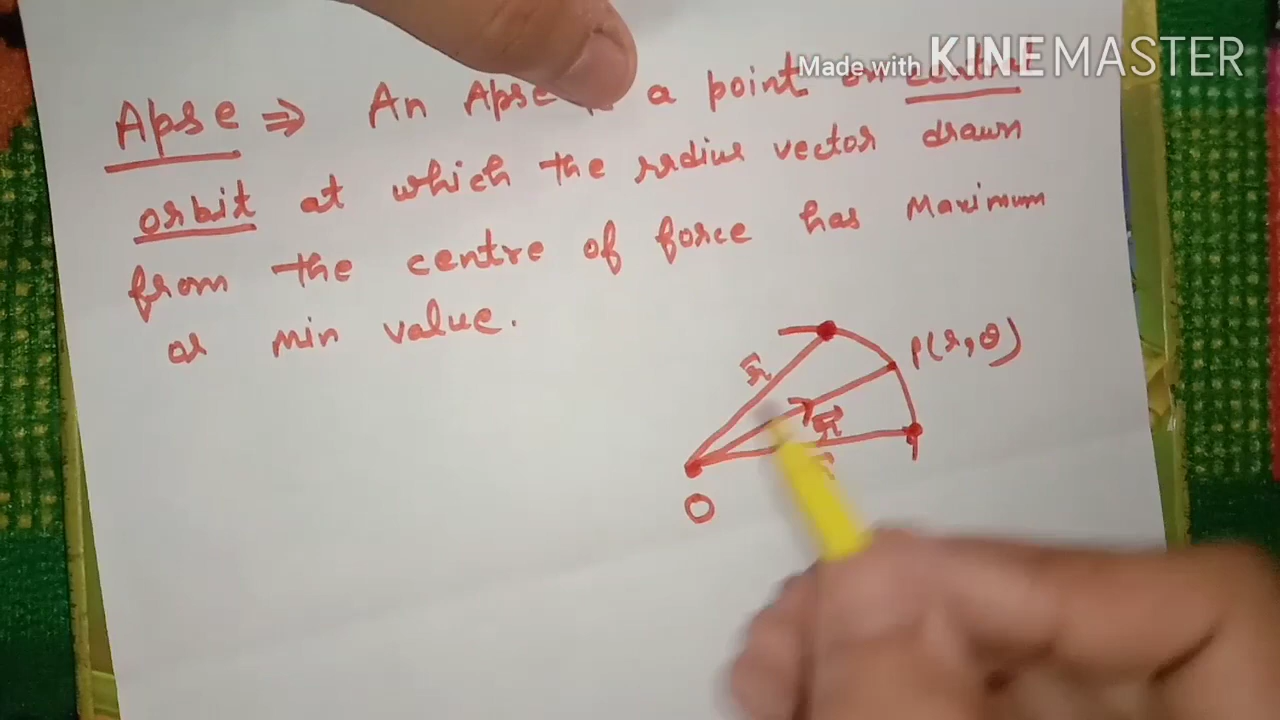 Made with KINEMASTER
Apse ⇒ An Apse a point on central
orbit at which the radius vector drawn
from the centre of force has Maximum
or min value.
r P(r,θ)
r
r
O